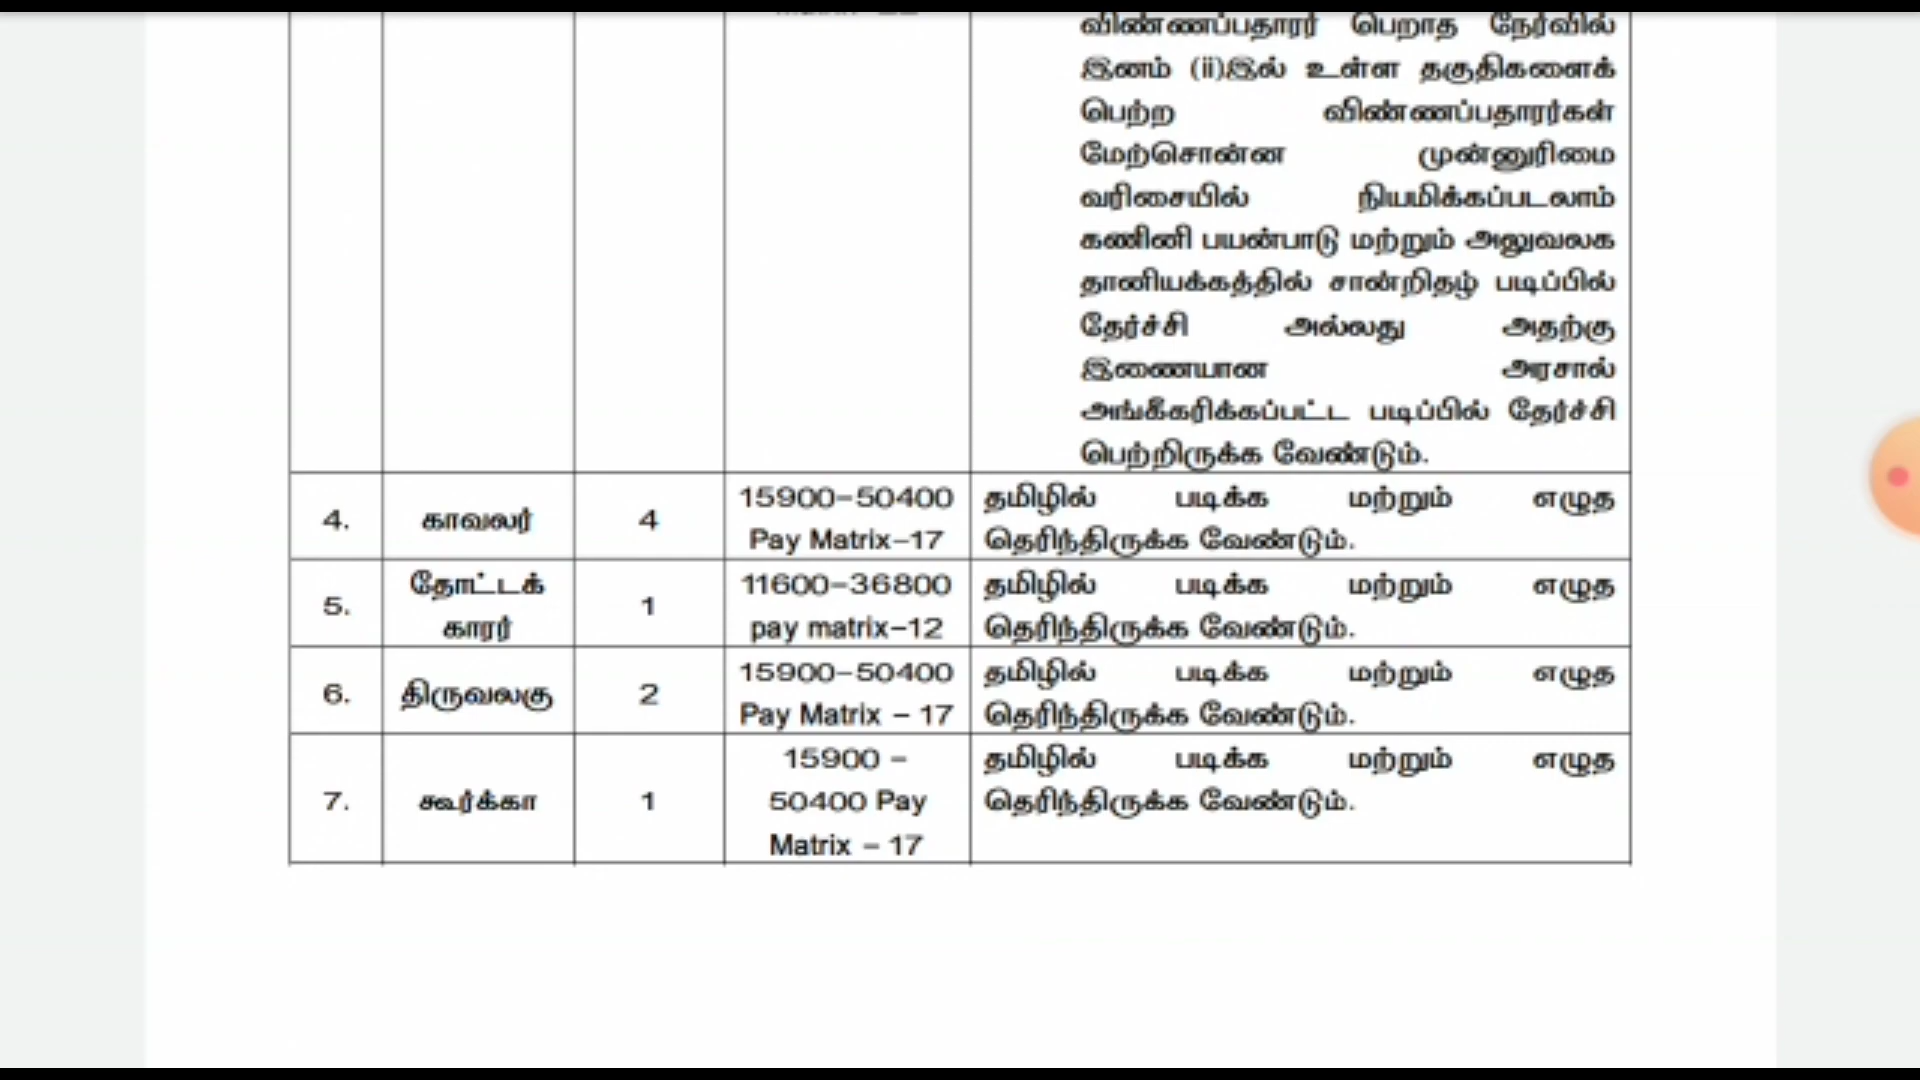 விண்ணப்பதாரர் பெறாத நேர்வில்
இனம் (ii)இல் உள்ள தகுதிகளைக்
பெற்ற விண்ணப்பதாரர்கள்
மேற்சொன்ன முன்னுரிமை
வரிசையில் நியமிக்கப்படலாம்
கணினி பயன்பாடு மற்றும் அலுவலக
தானியக்கத்தில் சான்றிதழ் படிப்பில்
தேர்ச்சி அல்லது அதற்கு
இணையான அரசால்
அங்கீகரிக்கப்பட்ட படிப்பில் தேர்ச்சி
பெற்றிருக்க வேண்டும்.
4. காவலர் 4 15900–50400 தமிழில் படிக்க மற்றும் எழுத
Pay Matrix–17 தெரிந்திருக்க வேண்டும்.
5. தோட்டக் 1 11600–36800 தமிழில் படிக்க மற்றும் எழுத
காரர் pay matrix–12 தெரிந்திருக்க வேண்டும்.
6. திருவலகு 2 15900–50400 தமிழில் படிக்க மற்றும் எழுத
Pay Matrix – 17 தெரிந்திருக்க வேண்டும்.
7. கூர்க்கா 1 15900 – தமிழில் படிக்க மற்றும் எழுத
50400 Pay தெரிந்திருக்க வேண்டும்.
Matrix – 17